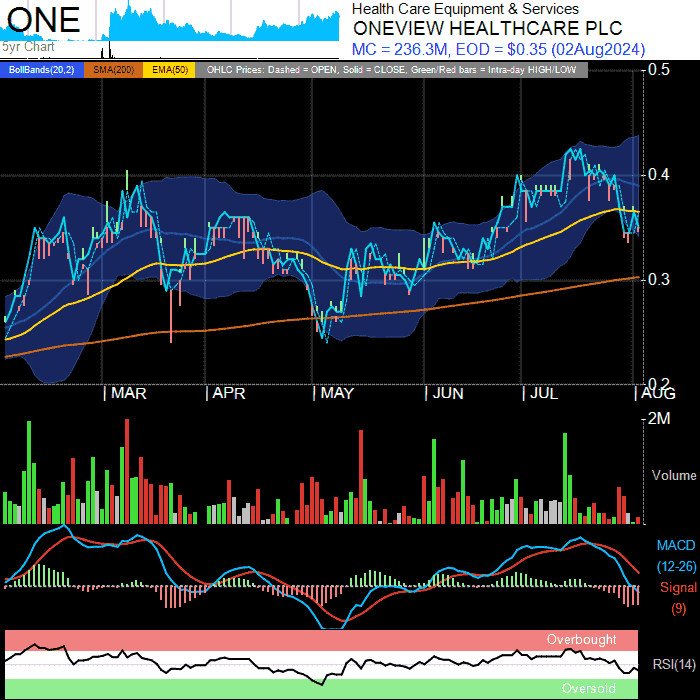 ONE
5yr Chart
Health Care Equipment & Services
ONEVIEW HEALTHCARE PLC
MC = 236.3M, EOD = $0.35 (02Aug2024)
BollBands(20,2) SMA(200) EMA(50) OHLC Prices: Dashed = OPEN, Solid = CLOSE, Green/Red bars = Intra-day HIGH/LOW
0.5
0.4
0.3
0.2
MAR APR MAY JUN JUL AUG
2M
Volume
MACD
(12-26)
Signal
(9)
Overbought
RSI(14)
Oversold